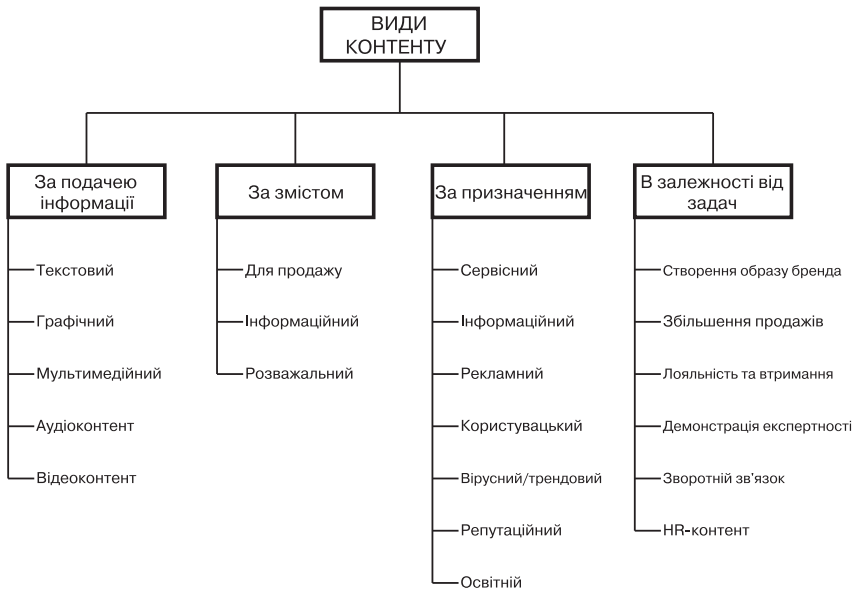 ВИДИ
КОНТЕНТУ
За подачею
інформації
Текстовий
Графічний
Мультимедійний
Аудіоконтент
Відеоконтент
За змістом
Для продажу
Інформаційний
Розважальний
За призначенням
Сервісний
Інформаційний
Рекламний
Користувацький
Вірусний/трендовий
Репутаційний
Освітній
В залежності від
задач
Створення образу бренда
Збільшення продажів
Лояльність та втримання
Демонстрація експертності
Зворотній зв'язок
HR-контент